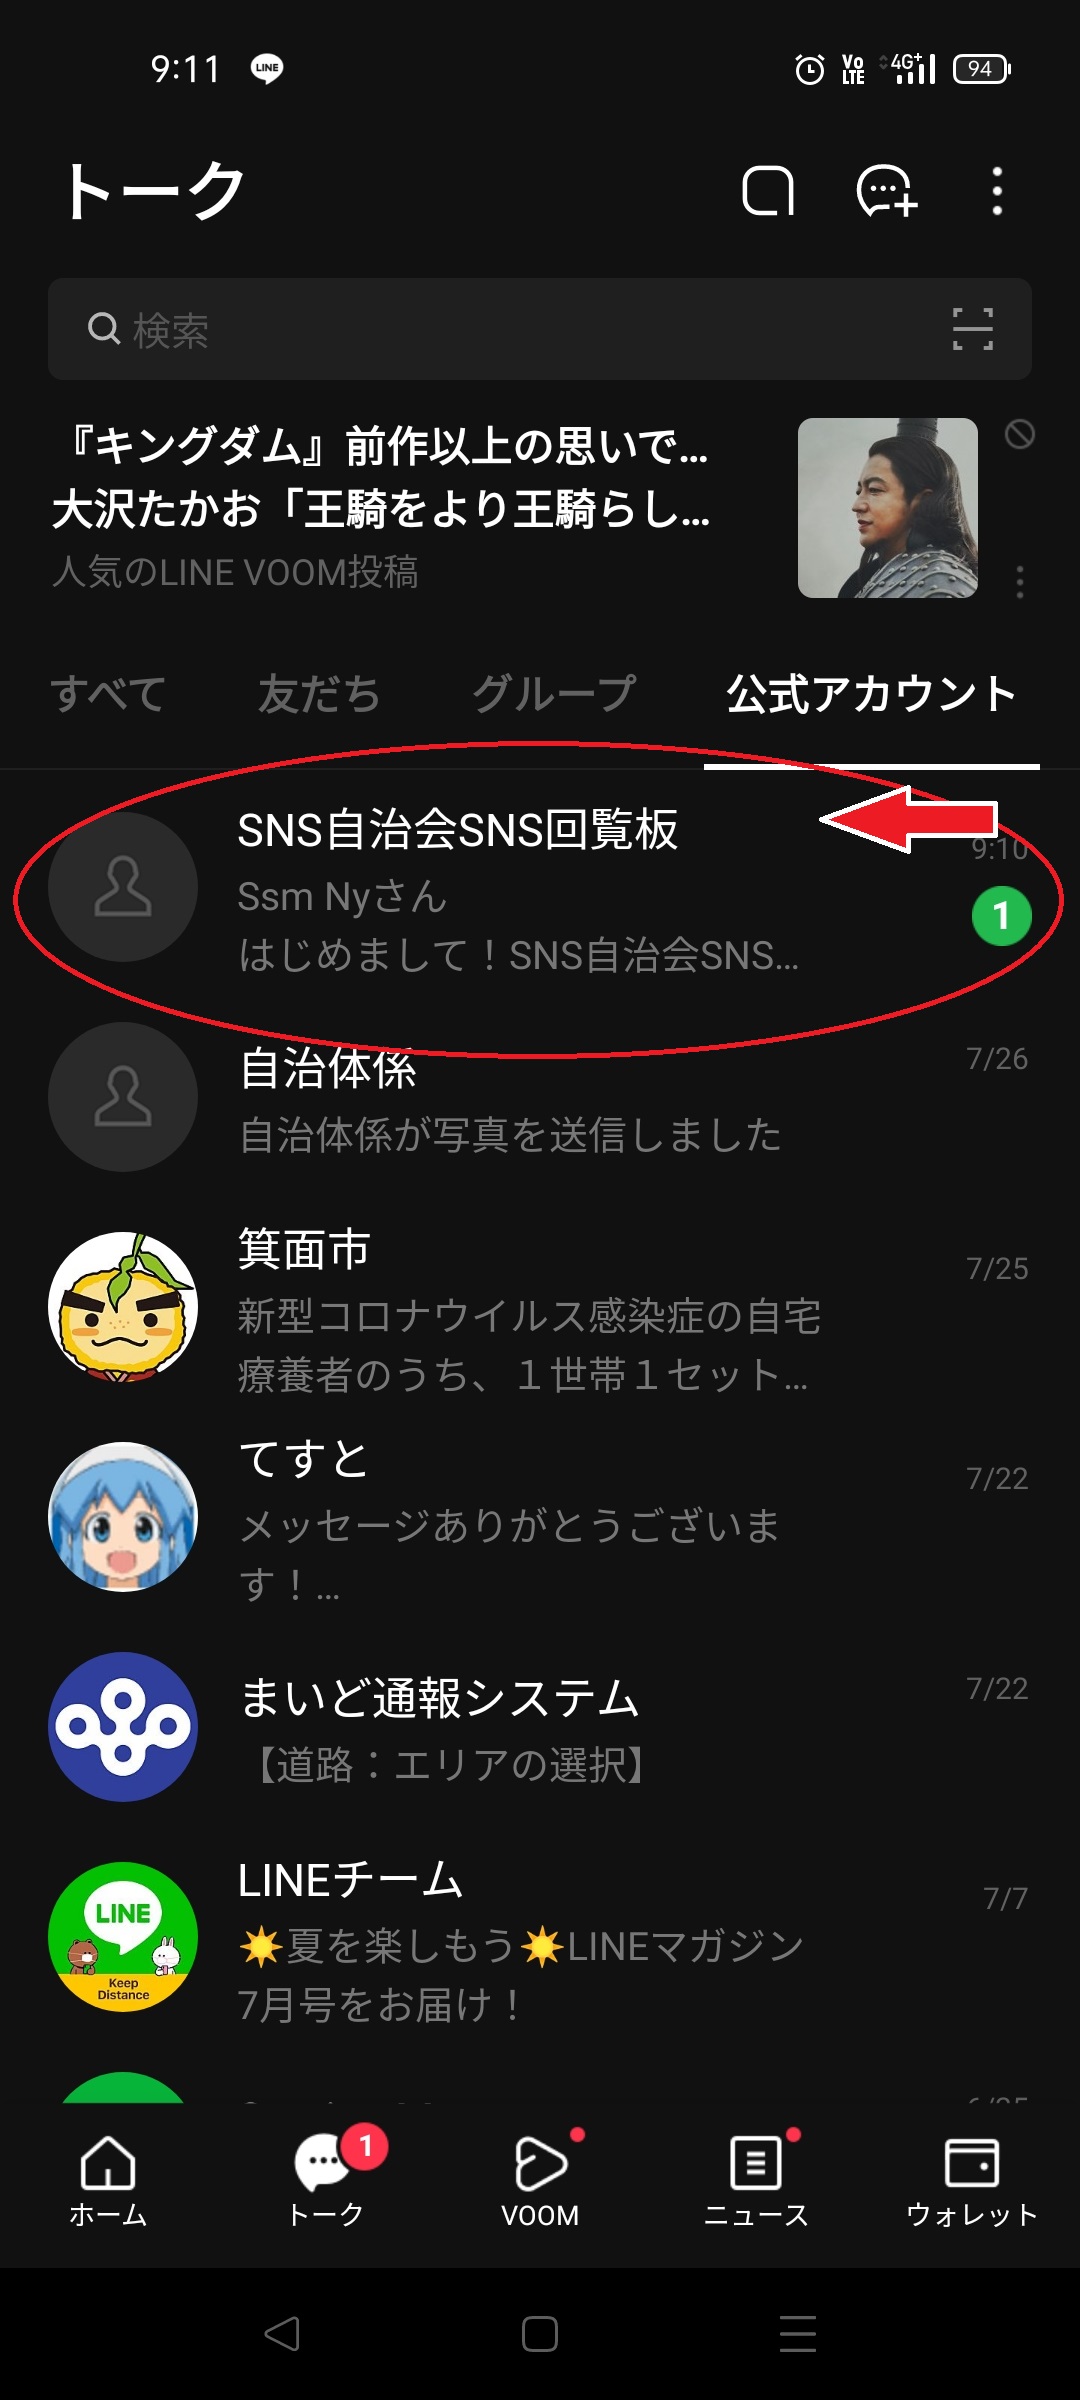 9:11
LINE
Vo LTE
4G+
94
トーク
検索
『キングダム』前作以上の思いで...
大沢たかお「王騎をより王騎らし...
人気のLINE VOOM投稿
すべて
友だち
グループ
公式アカウント
SNS自治会SNS回覧板
9:10
Ssm Nyさん
はじめまして！SNS自治会SNS...
1
自治体係
7/26
自治体係が写真を送信しました
箕面市
7/25
新型コロナウイルス感染症の自宅
療養者のうち、１世帯１セット...
てすと
7/22
メッセージありがとうございま
す！...
まいど通報システム
7/22
【道路：エリアの選択】
LINEチーム
7/7
☀️夏を楽しもう☀️LINEマガジン
7月号をお届け！
LINE
Keep
Distance
1
ホーム
トーク
VOOM
ニュース
ウォレット